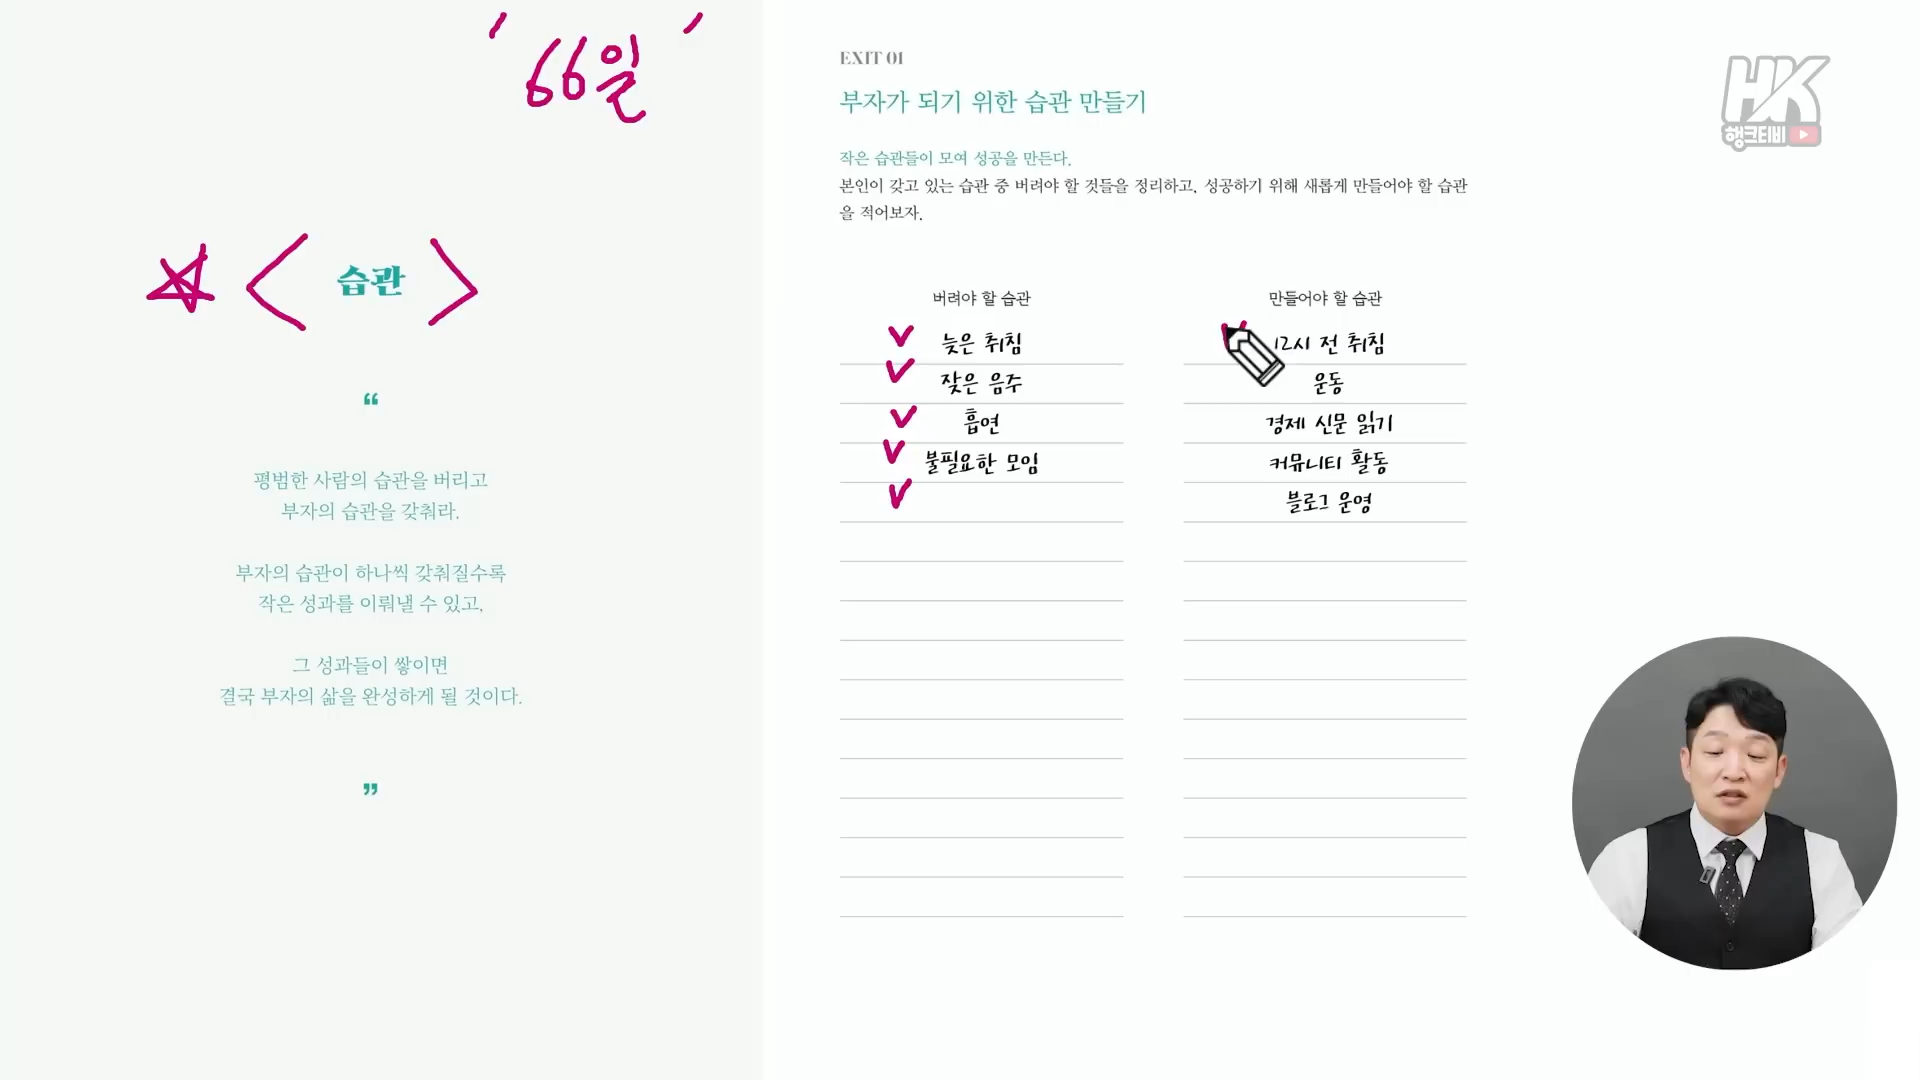 '66일'
습관
“
평범한 사람의 습관을 버리고
부자의 습관을 갖춰라.
부자의 습관이 하나씩 갖춰질수록
작은 성과를 이뤄낼 수 있고,
그 성과들이 쌓이면
결국 부자의 삶을 완성하게 될 것이다.
”
EXIT 01
부자가 되기 위한 습관 만들기
작은 습관들이 모여 성공을 만든다.
본인이 갖고 있는 습관 중 버려야 할 것들을 정리하고, 성공하기 위해 새롭게 만들어야 할 습관
을 적어보자.
버려야 할 습관
늦은 취침
잦은 음주
흡연
불필요한 모임
만들어야 할 습관
12시 전 취침
운동
경제 신문 읽기
커뮤니티 활동
블로그 운영
HK
행크티비